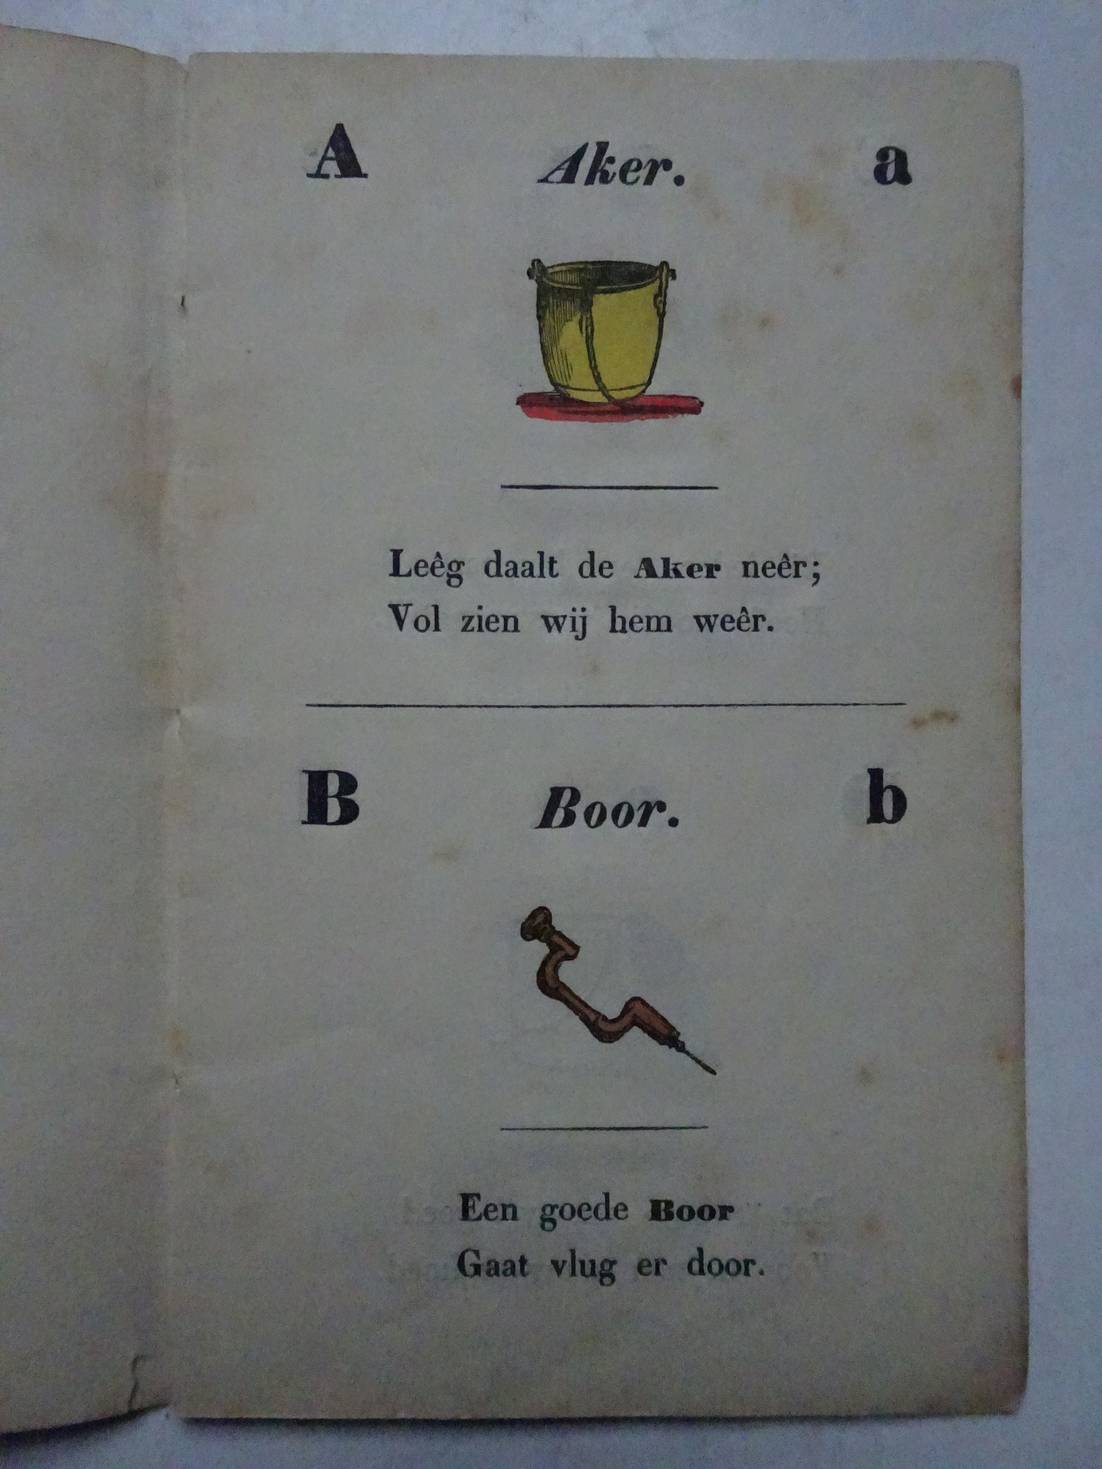 A Aker. a
Leêg daalt de Aker neêr;
Vol zien wij hem weêr.
B Boor. b
Een goede Boor
Gaat vlug er door.